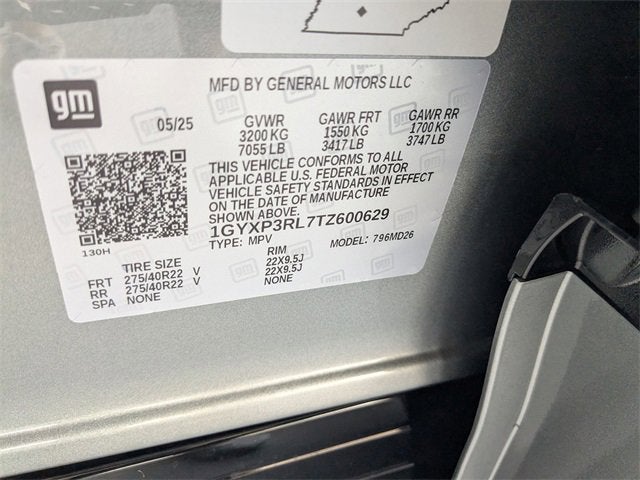 gm
MFD BY GENERAL MOTORS LLC
05/25
GVWR GAWR FRT GAWR RR
3200 KG 1550 KG 1700 KG
7055 LB 3417 LB 3747 LB
THIS VEHICLE CONFORMS TO ALL
APPLICABLE U.S. FEDERAL MOTOR
VEHICLE SAFETY STANDARDS IN EFFECT
ON THE DATE OF MANUFACTURE
SHOWN ABOVE.
1GYXP3RL7TZ600629
TYPE: MPV MODEL: 796MD26
130H
TIRE SIZE RIM
FRT 275/40R22 V 22X9.5J
RR 275/40R22 V 22X9.5J
SPA NONE NONE